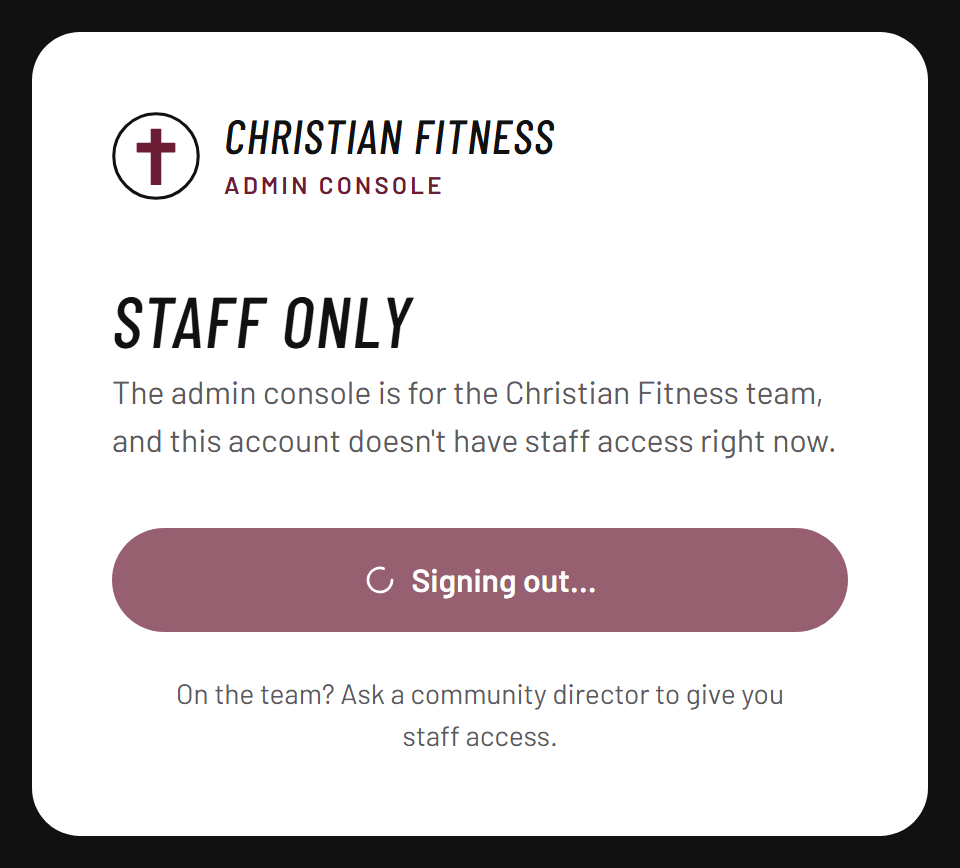 CHRISTIAN FITNESS
ADMIN CONSOLE
STAFF ONLY
The admin console is for the Christian Fitness team,
and this account doesn't have staff access right now.
Signing out...
On the team? Ask a community director to give you
staff access.